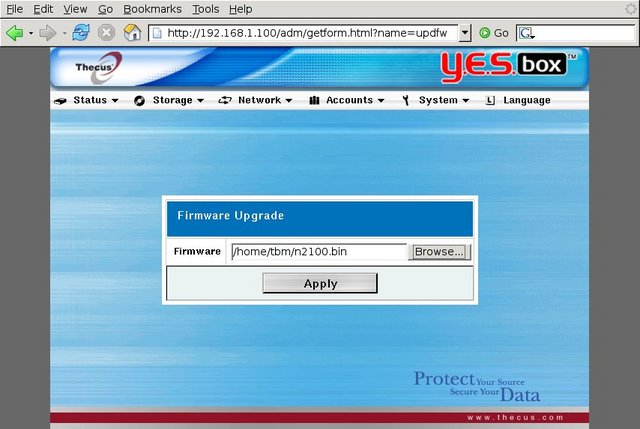 File Edit View Go Bookmarks Tools Help
http://192.168.1.100/adm/getform.html?name=updfw Go G
Thecus Y.E.S.box™
Status Storage Network Accounts System L Language
Firmware Upgrade
Firmware /home/tbm/n2100.bin Browse...
Apply
Protect Your Source
Secure Your Data
www.thecus.com